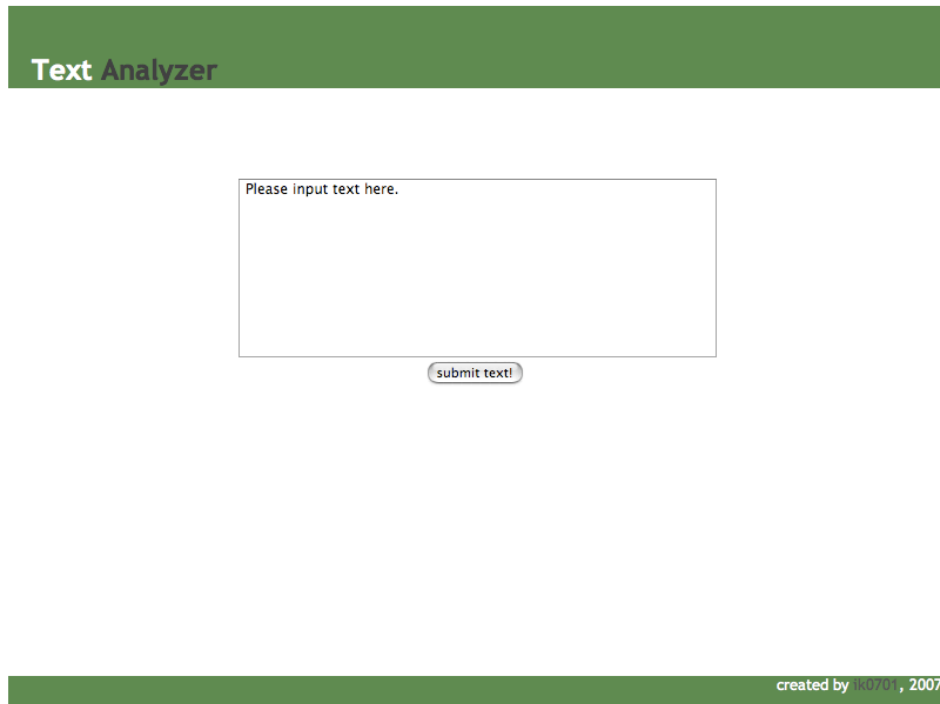 Text Analyzer
Please input text here.
submit text!
created by ik0701, 2007